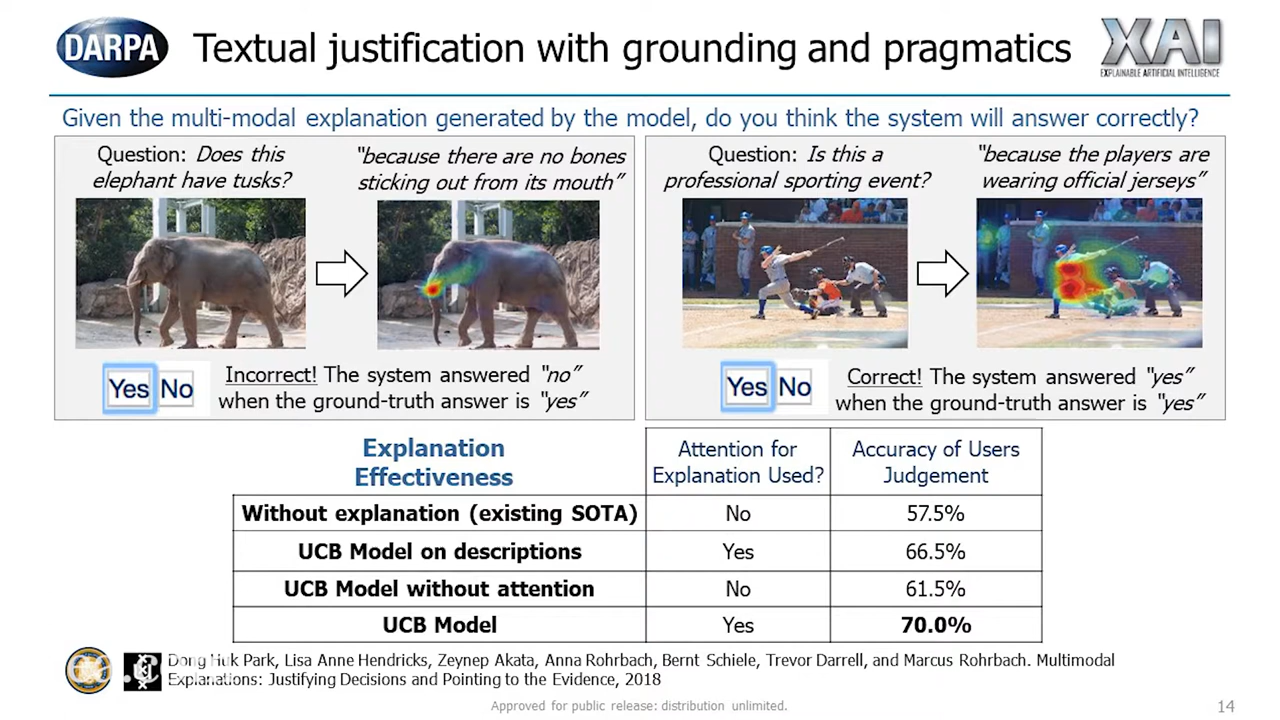 DARPA
Textual justification with grounding and pragmatics
XAI
EXPLAINABLE ARTIFICIAL INTELLIGENCE
Given the multi-modal explanation generated by the model, do you think the system will answer correctly?
Question: Does this
elephant have tusks?
"because there are no bones
sticking out from its mouth"
Yes No
Incorrect! The system answered "no"
when the ground-truth answer is "yes"
Question: Is this a
professional sporting event?
"because the players are
wearing official jerseys"
Yes No
Correct! The system answered "yes"
when the ground-truth answer is "yes"
Explanation
Effectiveness
Attention for
Explanation Used?
Accuracy of Users
Judgement
Without explanation (existing SOTA) No 57.5%
UCB Model on descriptions Yes 66.5%
UCB Model without attention No 61.5%
UCB Model Yes 70.0%
Dong Huk Park, Lisa Anne Hendricks, Zeynep Akata, Anna Rohrbach, Bernt Schiele, Trevor Darrell, and Marcus Rohrbach. Multimodal
Explanations: Justifying Decisions and Pointing to the Evidence, 2018
Approved for public release: distribution unlimited.
14